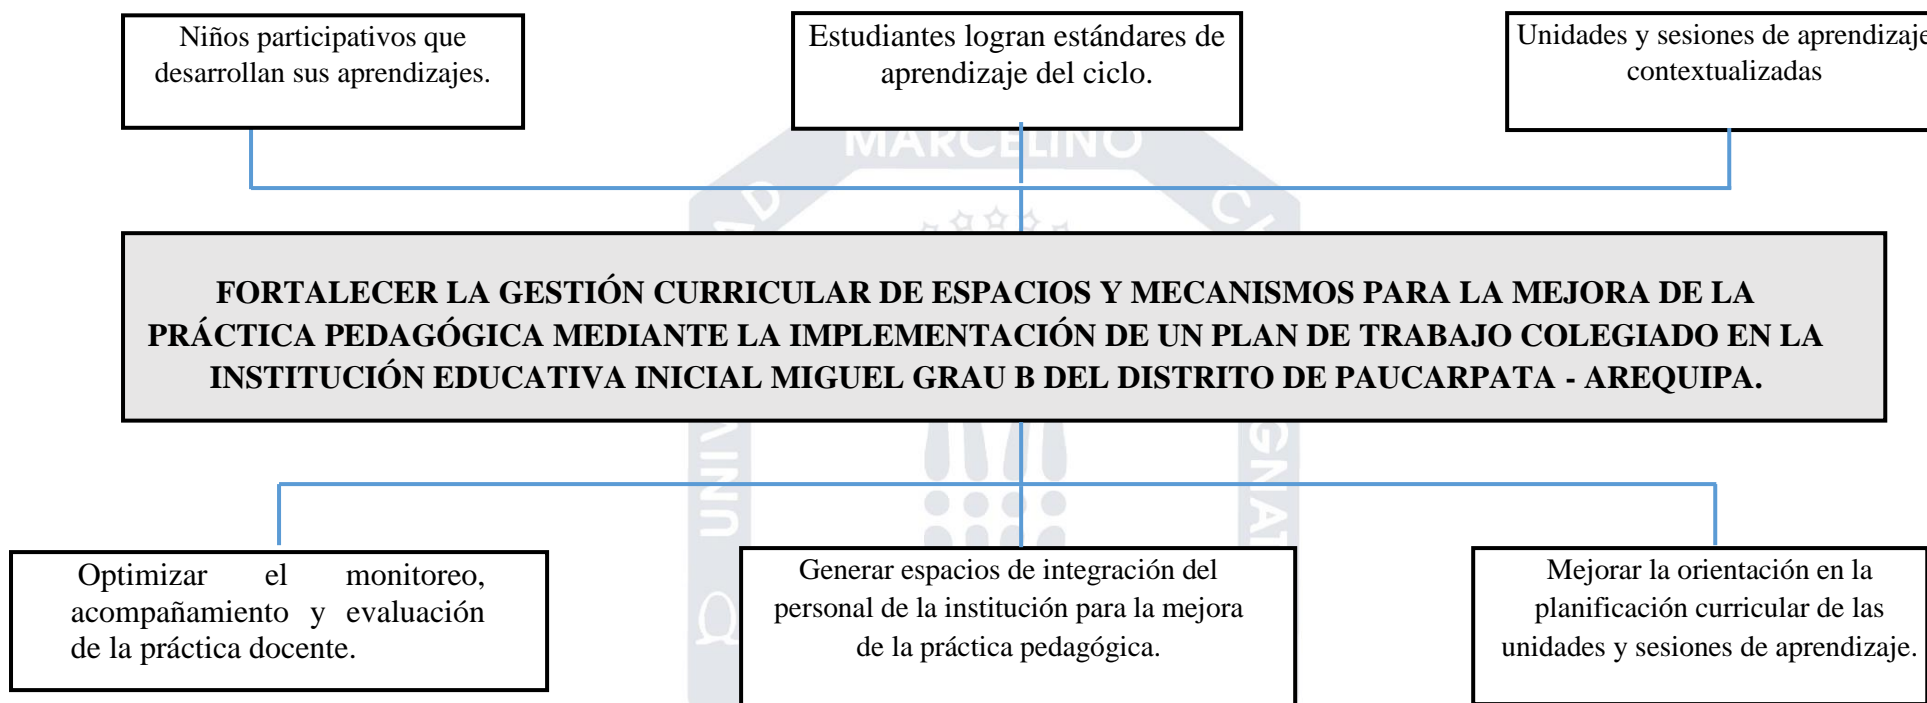 Niños participativos que
desarrollan sus aprendizajes.
Estudiantes logran estándares de
aprendizaje del ciclo.
Unidades y sesiones de aprendizaje
contextualizadas
MARCELINO
FORTALECER LA GESTIÓN CURRICULAR DE ESPACIOS Y MECANISMOS PARA LA MEJORA DE LA
PRÁCTICA PEDAGÓGICA MEDIANTE LA IMPLEMENTACIÓN DE UN PLAN DE TRABAJO COLEGIADO EN LA
INSTITUCIÓN EDUCATIVA INICIAL MIGUEL GRAU B DEL DISTRITO DE PAUCARPATA - AREQUIPA.
Optimizar el monitoreo,
acompañamiento y evaluación
de la práctica docente.
Generar espacios de integración del
personal de la institución para la mejora
de la práctica pedagógica.
Mejorar la orientación en la
planificación curricular de las
unidades y sesiones de aprendizaje.